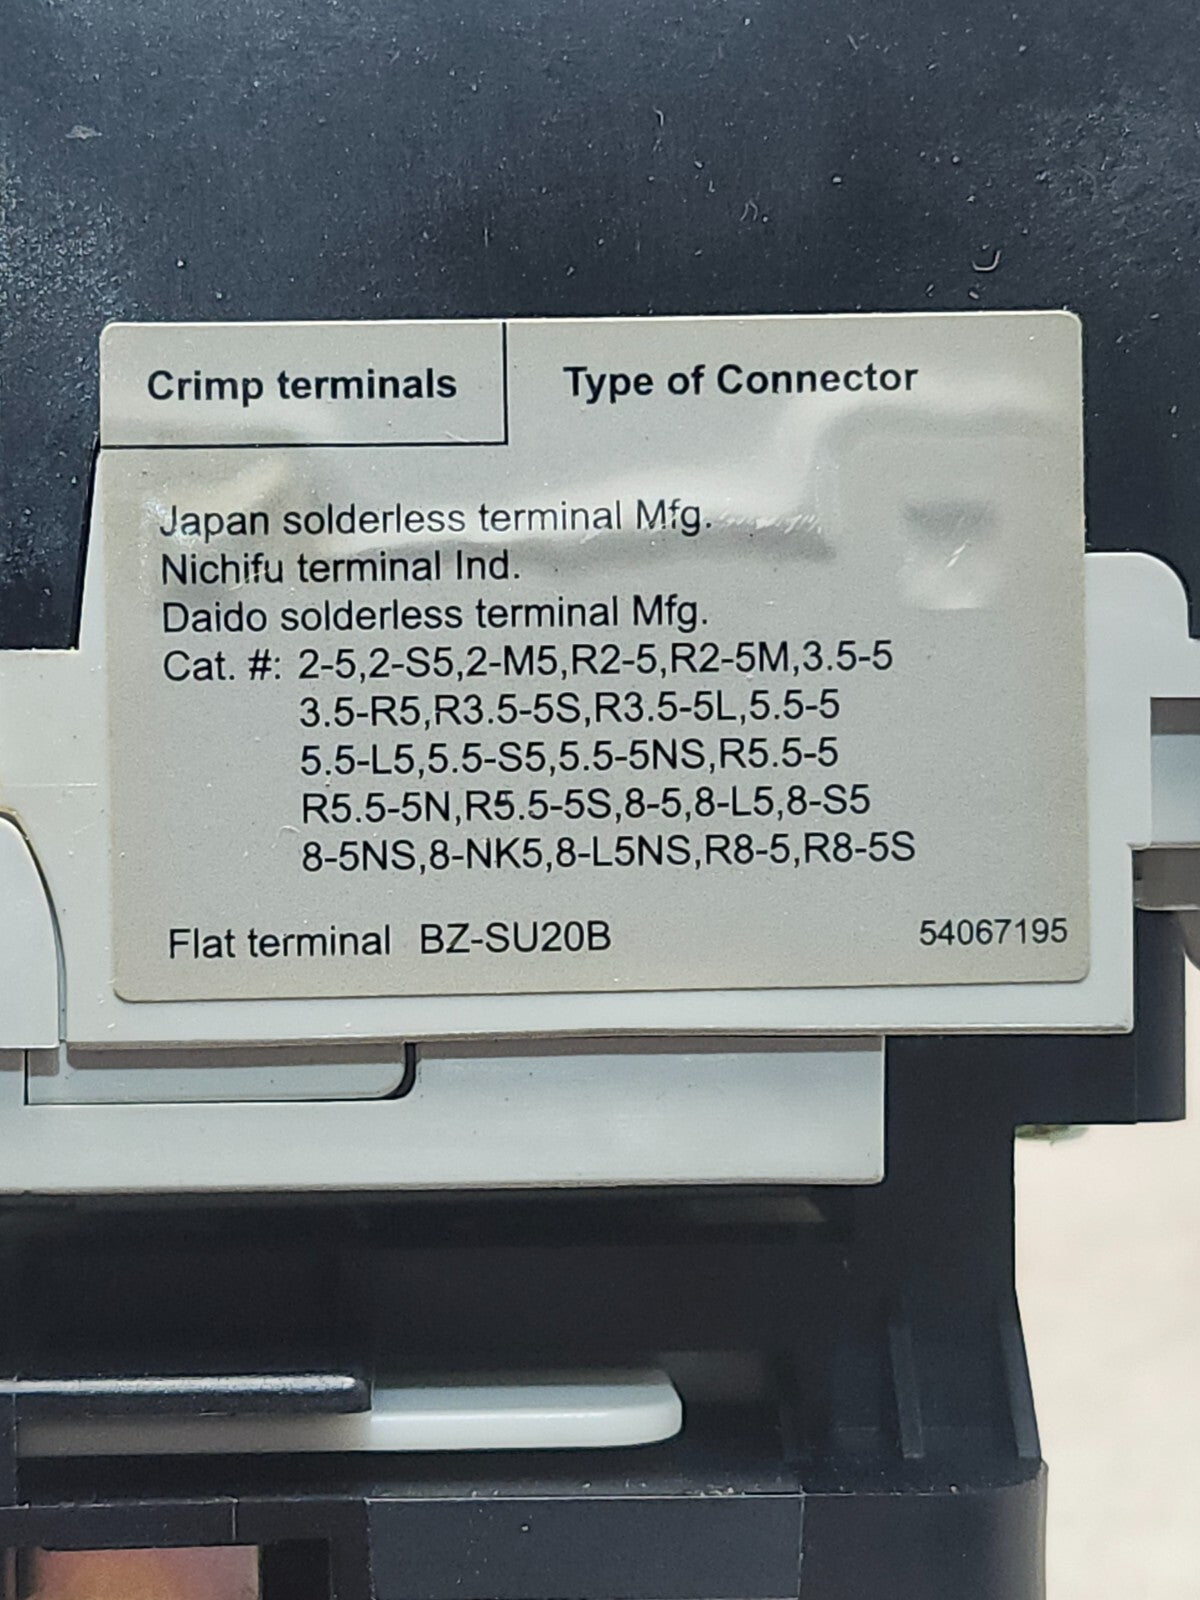 Crimp terminals
Type of Connector
Japan solderless terminal Mfg.
Nichifu terminal Ind.
Daido solderless terminal Mfg.
Cat. #: 2-5,2-S5,2-M5,R2-5,R2-5M,3.5-5
3.5-R5,R3.5-5S,R3.5-5L,5.5-5
5.5-L5,5.5-S5,5.5-5NS,R5.5-5
R5.5-5N,R5.5-5S,8-5,8-L5,8-S5
8-5NS,8-NK5,8-L5NS,R8-5,R8-5S
Flat terminal BZ-SU20B
54067195